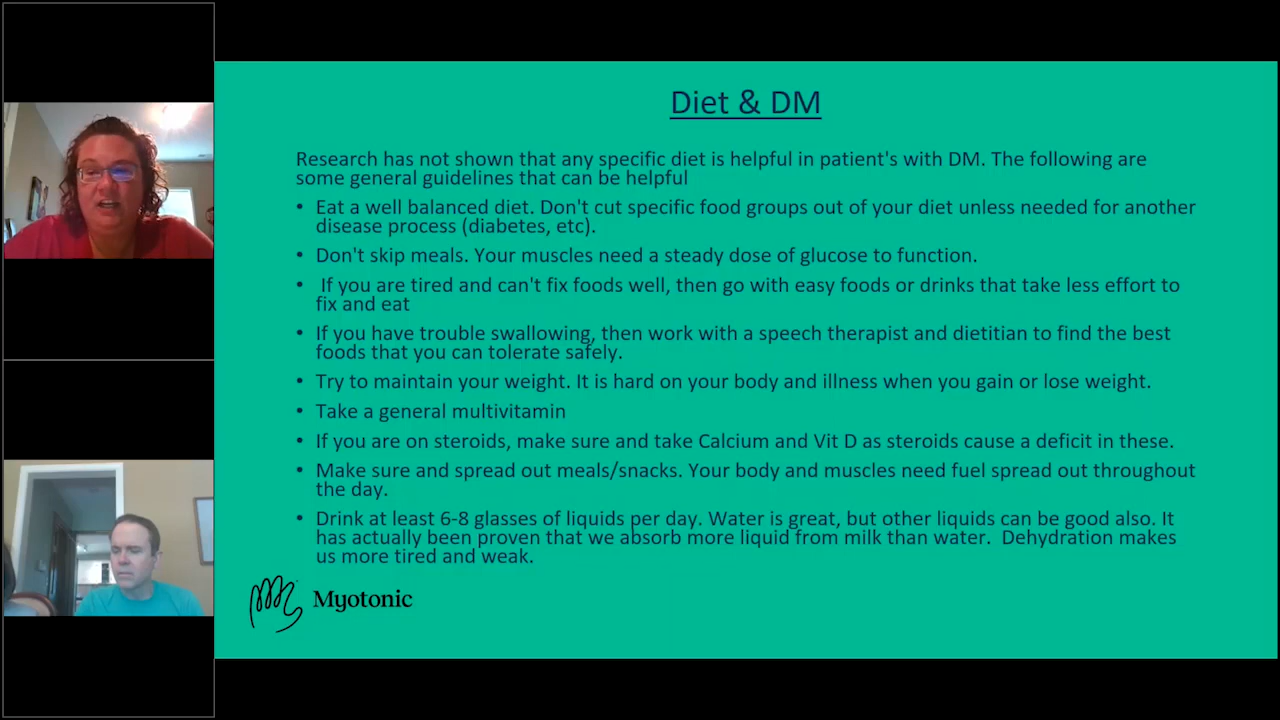 Diet & DM
Research has not shown that any specific diet is helpful in patient's with DM. The following are
some general guidelines that can be helpful
• Eat a well balanced diet. Don't cut specific food groups out of your diet unless needed for another
disease process (diabetes, etc).
• Don't skip meals. Your muscles need a steady dose of glucose to function.
• If you are tired and can't fix foods well, then go with easy foods or drinks that take less effort to
fix and eat
• If you have trouble swallowing, then work with a speech therapist and dietitian to find the best
foods that you can tolerate safely.
• Try to maintain your weight. It is hard on your body and illness when you gain or lose weight.
• Take a general multivitamin
• If you are on steroids, make sure and take Calcium and Vit D as steroids cause a deficit in these.
• Make sure and spread out meals/snacks. Your body and muscles need fuel spread out throughout
the day.
• Drink at least 6-8 glasses of liquids per day. Water is great, but other liquids can be good also. It
has actually been proven that we absorb more liquid from milk than water. Dehydration makes
us more tired and weak.
Myotonic